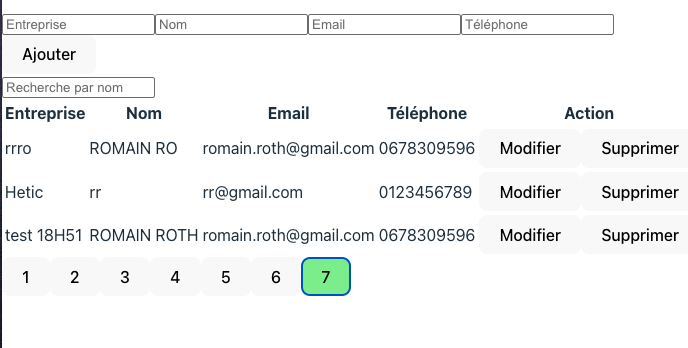 Entreprise Nom Email Téléphone
Ajouter
Recherche par nom
Entreprise Nom Email Téléphone Action
rrro ROMAIN RO romain.roth@gmail.com 0678309596 Modifier Supprimer
Hetic rr rr@gmail.com 0123456789 Modifier Supprimer
test 18H51 ROMAIN ROTH romain.roth@gmail.com 0678309596 Modifier Supprimer
1 2 3 4 5 6 7